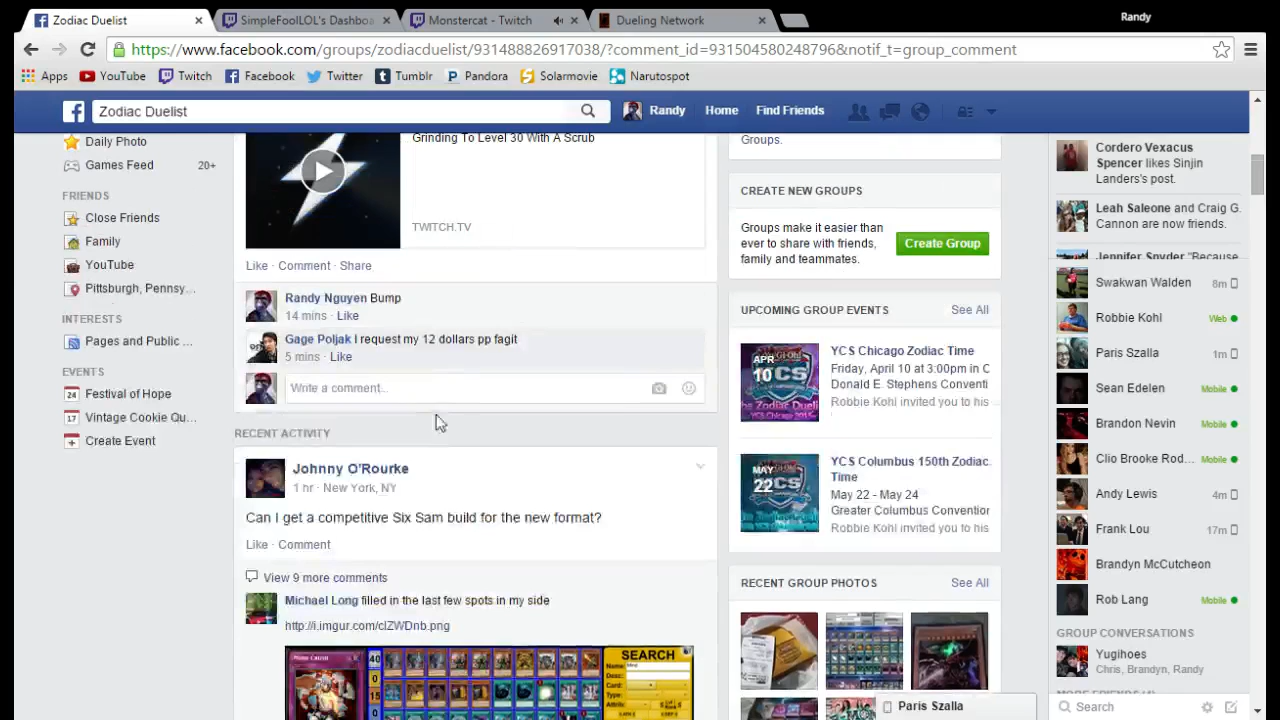 Zodiac Duelist
SimpleFoolLOL's Dashboa
Monstercat - Twitch
Dueling Network
Randy
https://www.facebook.com/groups/zodiacduelist/931488826917038/?comment_id=931504580248796&notif_t=group_comment
Apps YouTube Twitch Facebook Twitter Tumblr Pandora Solarmovie Narutospot
Zodiac Duelist
Randy Home Find Friends
Daily Photo
Games Feed 20+
FRIENDS
Close Friends
Family
YouTube
Pittsburgh, Pennsy...
INTERESTS
Pages and Public ...
EVENTS
24 Festival of Hope
17 Vintage Cookie Qu...
Create Event
Grinding To Level 30 With A Scrub
TWITCH.TV
Like · Comment · Share
Randy Nguyen Bump
14 mins · Like
Gage Poljak I request my 12 dollars pp fagit
5 mins · Like
Write a comment...
RECENT ACTIVITY
Johnny O'Rourke
1 hr · New York, NY
Can I get a competitive Six Sam build for the new format?
Like · Comment
View 9 more comments
Michael Long filled in the last few spots in my side
http://i.imgur.com/clZWDnb.png
40
0
15
SEARCH
Groups.
CREATE NEW GROUPS
Groups make it easier than
ever to share with friends,
family and teammates.
Create Group
UPCOMING GROUP EVENTS See All
APR
10
YCS Chicago Zodiac Time
Friday, April 10 at 3:00pm in C
Donald E. Stephens Conventi
Robbie Kohl invited you to his
MAY
22
YCS Columbus 150th Zodiac
Time
May 22 - May 24
Greater Columbus Convention
Robbie Kohl invited you to his
RECENT GROUP PHOTOS See All
Cordero Vexacus
Spencer likes Sinjin
Landers's post.
Leah Saleone and Craig G.
Cannon are now friends.
Jennifer Snyder "Because
Swakwan Walden 8m
Robbie Kohl Web
Paris Szalla 1m
Sean Edelen Mobile
Brandon Nevin Mobile
Clio Brooke Rod... Mobile
Andy Lewis 4m
Frank Lou 17m
Brandyn McCutcheon
Rob Lang Mobile
GROUP CONVERSATIONS
Yugihoes
Chris, Brandyn, Randy
Paris Szalla
Search